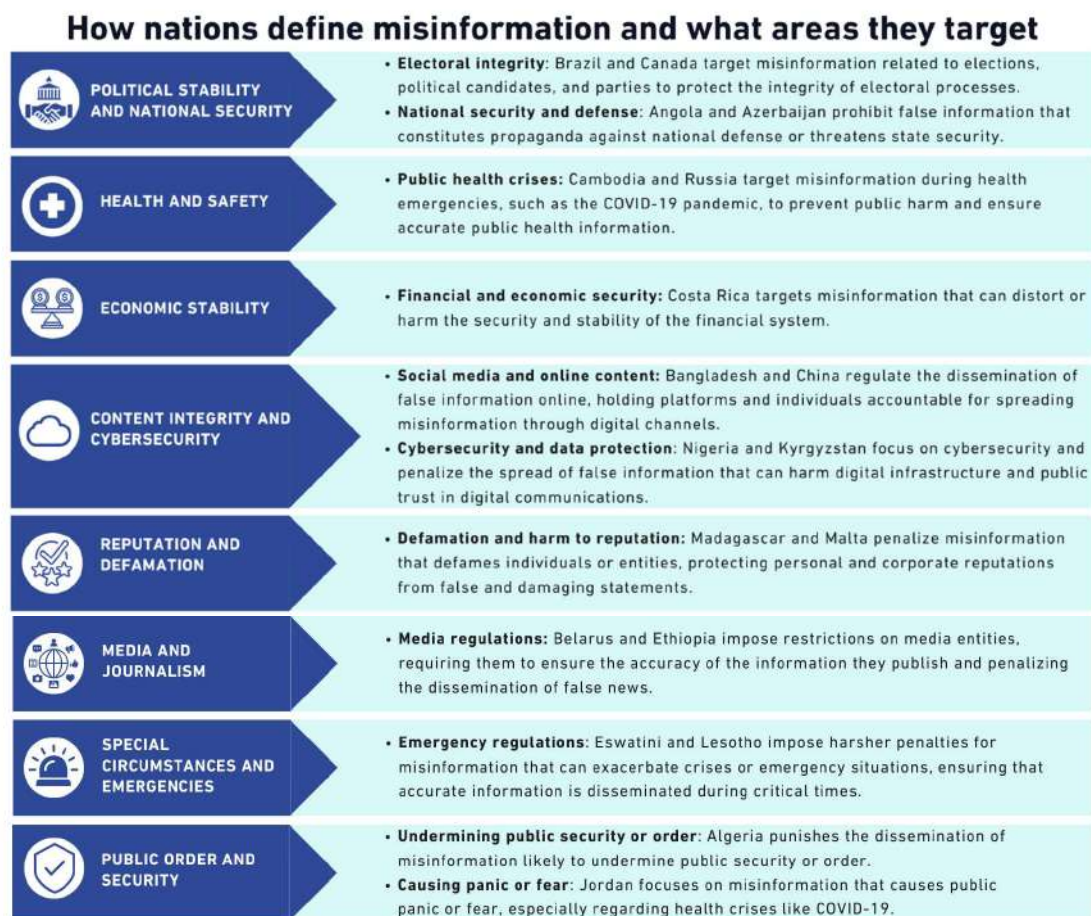 How nations define misinformation and what areas they target
POLITICAL STABILITY
AND NATIONAL SECURITY
• Electoral integrity: Brazil and Canada target misinformation related to elections,
political candidates, and parties to protect the integrity of electoral processes.
• National security and defense: Angola and Azerbaijan prohibit false information that
constitutes propaganda against national defense or threatens state security.
HEALTH AND SAFETY
• Public health crises: Cambodia and Russia target misinformation during health
emergencies, such as the COVID-19 pandemic, to prevent public harm and ensure
accurate public health information.
ECONOMIC STABILITY
• Financial and economic security: Costa Rica targets misinformation that can distort or
harm the security and stability of the financial system.
CONTENT INTEGRITY AND
CYBERSECURITY
• Social media and online content: Bangladesh and China regulate the dissemination of
false information online, holding platforms and individuals accountable for spreading
misinformation through digital channels.
• Cybersecurity and data protection: Nigeria and Kyrgyzstan focus on cybersecurity and
penalize the spread of false information that can harm digital infrastructure and public
trust in digital communications.
REPUTATION AND
DEFAMATION
• Defamation and harm to reputation: Madagascar and Malta penalize misinformation
that defames individuals or entities, protecting personal and corporate reputations
from false and damaging statements.
MEDIA AND
JOURNALISM
• Media regulations: Belarus and Ethiopia impose restrictions on media entities,
requiring them to ensure the accuracy of the information they publish and penalizing
the dissemination of false news.
SPECIAL
CIRCUMSTANCES AND
EMERGENCIES
• Emergency regulations: Eswatini and Lesotho impose harsher penalties for
misinformation that can exacerbate crises or emergency situations, ensuring that
accurate information is disseminated during critical times.
PUBLIC ORDER AND
SECURITY
• Undermining public security or order: Algeria punishes the dissemination of
misinformation likely to undermine public security or order.
• Causing panic or fear: Jordan focuses on misinformation that causes public
panic or fear, especially regarding health crises like COVID-19.